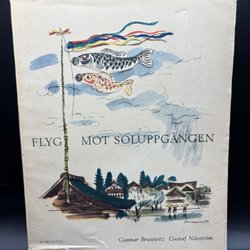 FLYG MOT SOLUPPGÅNGEN
Gunnar Brusewitz Gustaf Näsström